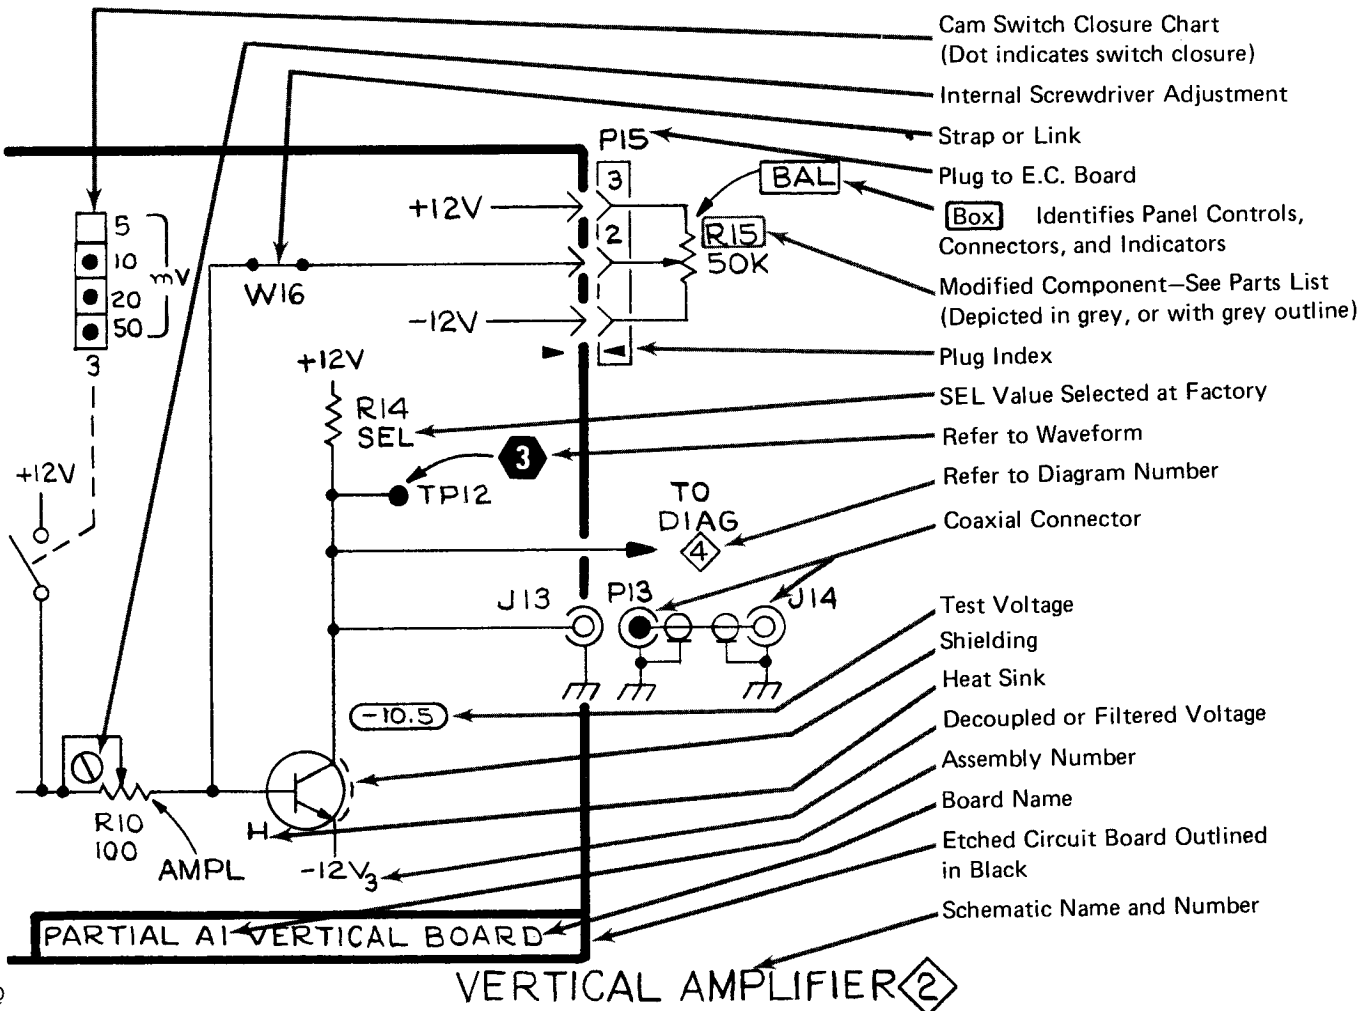 Cam Switch Closure Chart
(Dot indicates switch closure)
Internal Screwdriver Adjustment
Strap or Link
Plug to E.C. Board
Box Identifies Panel Controls,
Connectors, and Indicators
Modified Component—See Parts List
(Depicted in grey, or with grey outline)
Plug Index
SEL Value Selected at Factory
Refer to Waveform
Refer to Diagram Number
Coaxial Connector
Test Voltage
Shielding
Heat Sink
Decoupled or Filtered Voltage
Assembly Number
Board Name
Etched Circuit Board Outlined
in Black
Schematic Name and Number
P15
3
BAL
+12V
2
R15
50K
-12V
5
10
20
50
mV
3
W16
+12V
R14
SEL
3
TP12
+12V
TO
DIAG
4
J13
P13
J14
-10.5
R10
100
AMPL
H
-12V3
PARTIAL A1 VERTICAL BOARD
VERTICAL AMPLIFIER 2